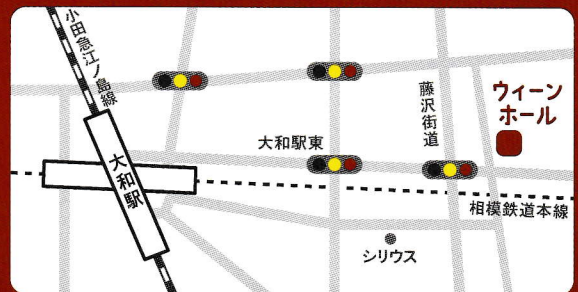 小田急江ノ島線
藤沢街道
ウィーン
ホール
大和駅東
大和駅
相模鉄道本線
シリウス